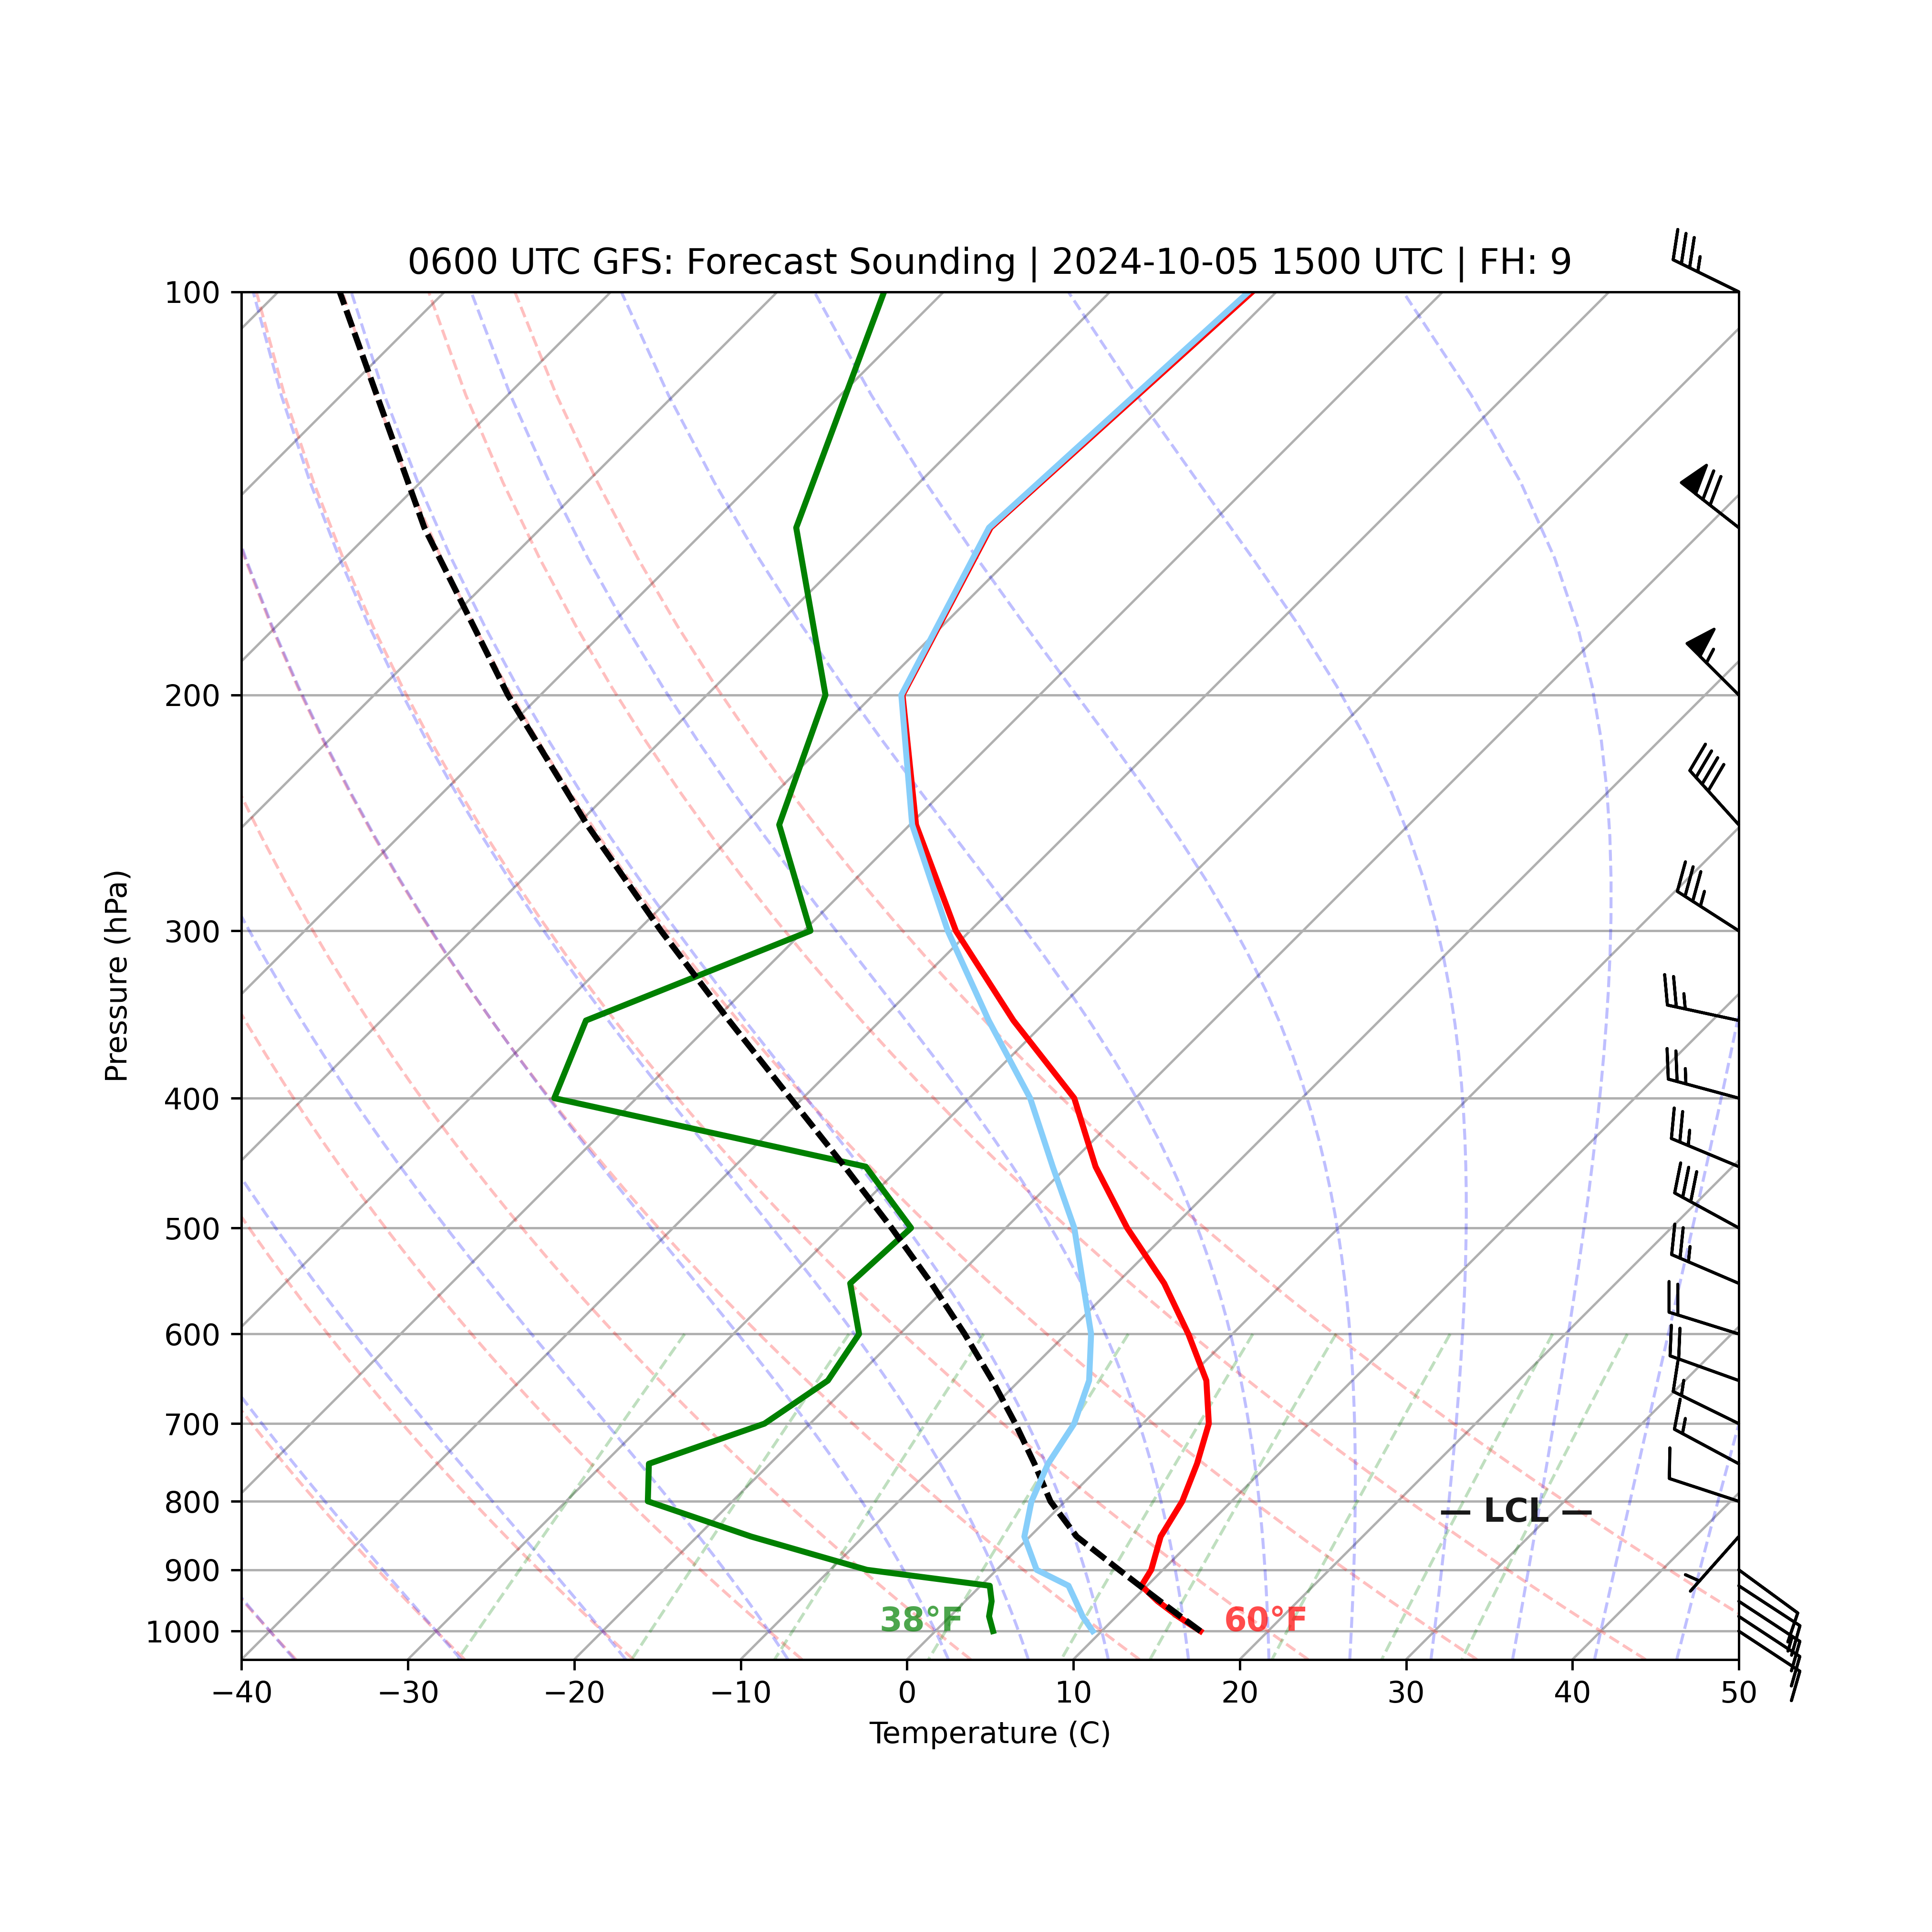 0600 UTC GFS: Forecast Sounding | 2024-10-05 1500 UTC | FH: 9
100
200
300
400
500
600
700
800
900
1000
Pressure (hPa)
— LCL —
38°F
60°F
−40 −30 −20 −10 0 10 20 30 40 50
Temperature (C)